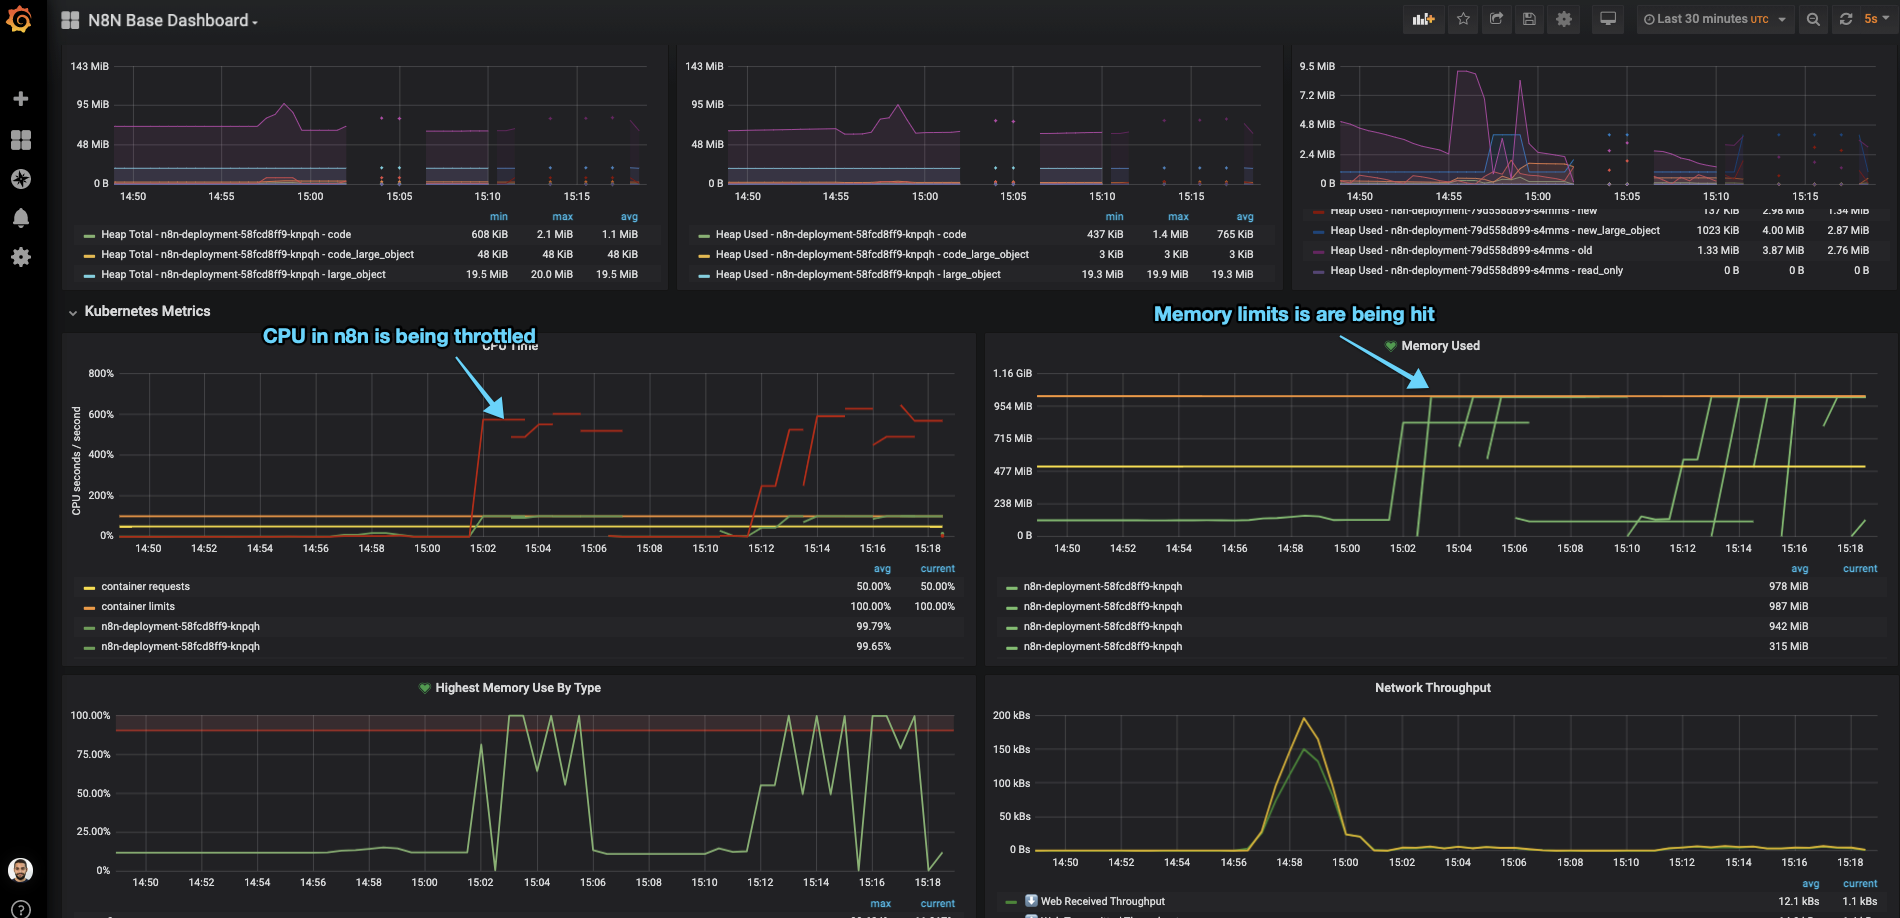 N8N Base Dashboard
Last 30 minutes UTC
5s
143 MiB
95 MiB
48 MiB
0 B
14:50 14:55 15:00 15:05 15:10 15:15
min max avg
Heap Total - n8n-deployment-58fcd8ff9-knpqh - code 608 KiB 2.1 MiB 1.1 MiB
Heap Total - n8n-deployment-58fcd8ff9-knpqh - code_large_object 48 KiB 48 KiB 48 KiB
Heap Total - n8n-deployment-58fcd8ff9-knpqh - large_object 19.5 MiB 20.0 MiB 19.5 MiB
143 MiB
95 MiB
48 MiB
0 B
14:50 14:55 15:00 15:05 15:10 15:15
min max avg
Heap Used - n8n-deployment-58fcd8ff9-knpqh - code 437 KiB 1.4 MiB 765 KiB
Heap Used - n8n-deployment-58fcd8ff9-knpqh - code_large_object 3 KiB 3 KiB 3 KiB
Heap Used - n8n-deployment-58fcd8ff9-knpqh - large_object 19.3 MiB 19.9 MiB 19.3 MiB
9.5 MiB
7.2 MiB
4.8 MiB
2.4 MiB
0 B
14:50 14:55 15:00 15:05 15:10 15:15
Heap Used - n8n-deployment-79d558d899-s4mms - new 137 KiB 2.98 MiB 1.34 MiB
Heap Used - n8n-deployment-79d558d899-s4mms - new_large_object 1023 KiB 4.00 MiB 2.87 MiB
Heap Used - n8n-deployment-79d558d899-s4mms - old 1.33 MiB 3.87 MiB 2.76 MiB
Heap Used - n8n-deployment-79d558d899-s4mms - read_only 0 B 0 B 0 B
Kubernetes Metrics
CPU in n8n is being throttled
CPU Time
800%
600%
400%
200%
0%
CPU seconds / second
14:50 14:52 14:54 14:56 14:58 15:00 15:02 15:04 15:06 15:08 15:10 15:12 15:14 15:16 15:18
avg current
container requests 50.00% 50.00%
container limits 100.00% 100.00%
n8n-deployment-58fcd8ff9-knpqh 99.79%
n8n-deployment-58fcd8ff9-knpqh 99.65%
Memory limits is are being hit
Memory Used
1.16 GiB
954 MiB
715 MiB
477 MiB
238 MiB
0 B
14:50 14:52 14:54 14:56 14:58 15:00 15:02 15:04 15:06 15:08 15:10 15:12 15:14 15:16 15:18
avg current
n8n-deployment-58fcd8ff9-knpqh 978 MiB
n8n-deployment-58fcd8ff9-knpqh 987 MiB
n8n-deployment-58fcd8ff9-knpqh 942 MiB
n8n-deployment-58fcd8ff9-knpqh 315 MiB
Highest Memory Use By Type
100.00%
75.00%
50.00%
25.00%
0%
14:50 14:52 14:54 14:56 14:58 15:00 15:02 15:04 15:06 15:08 15:10 15:12 15:14 15:16 15:18
max current
Network Throughput
200 kBs
150 kBs
100 kBs
50 kBs
0 Bs
14:50 14:52 14:54 14:56 14:58 15:00 15:02 15:04 15:06 15:08 15:10 15:12 15:14 15:16 15:18
avg current
Web Received Throughput 12.1 kBs 1.1 kBs